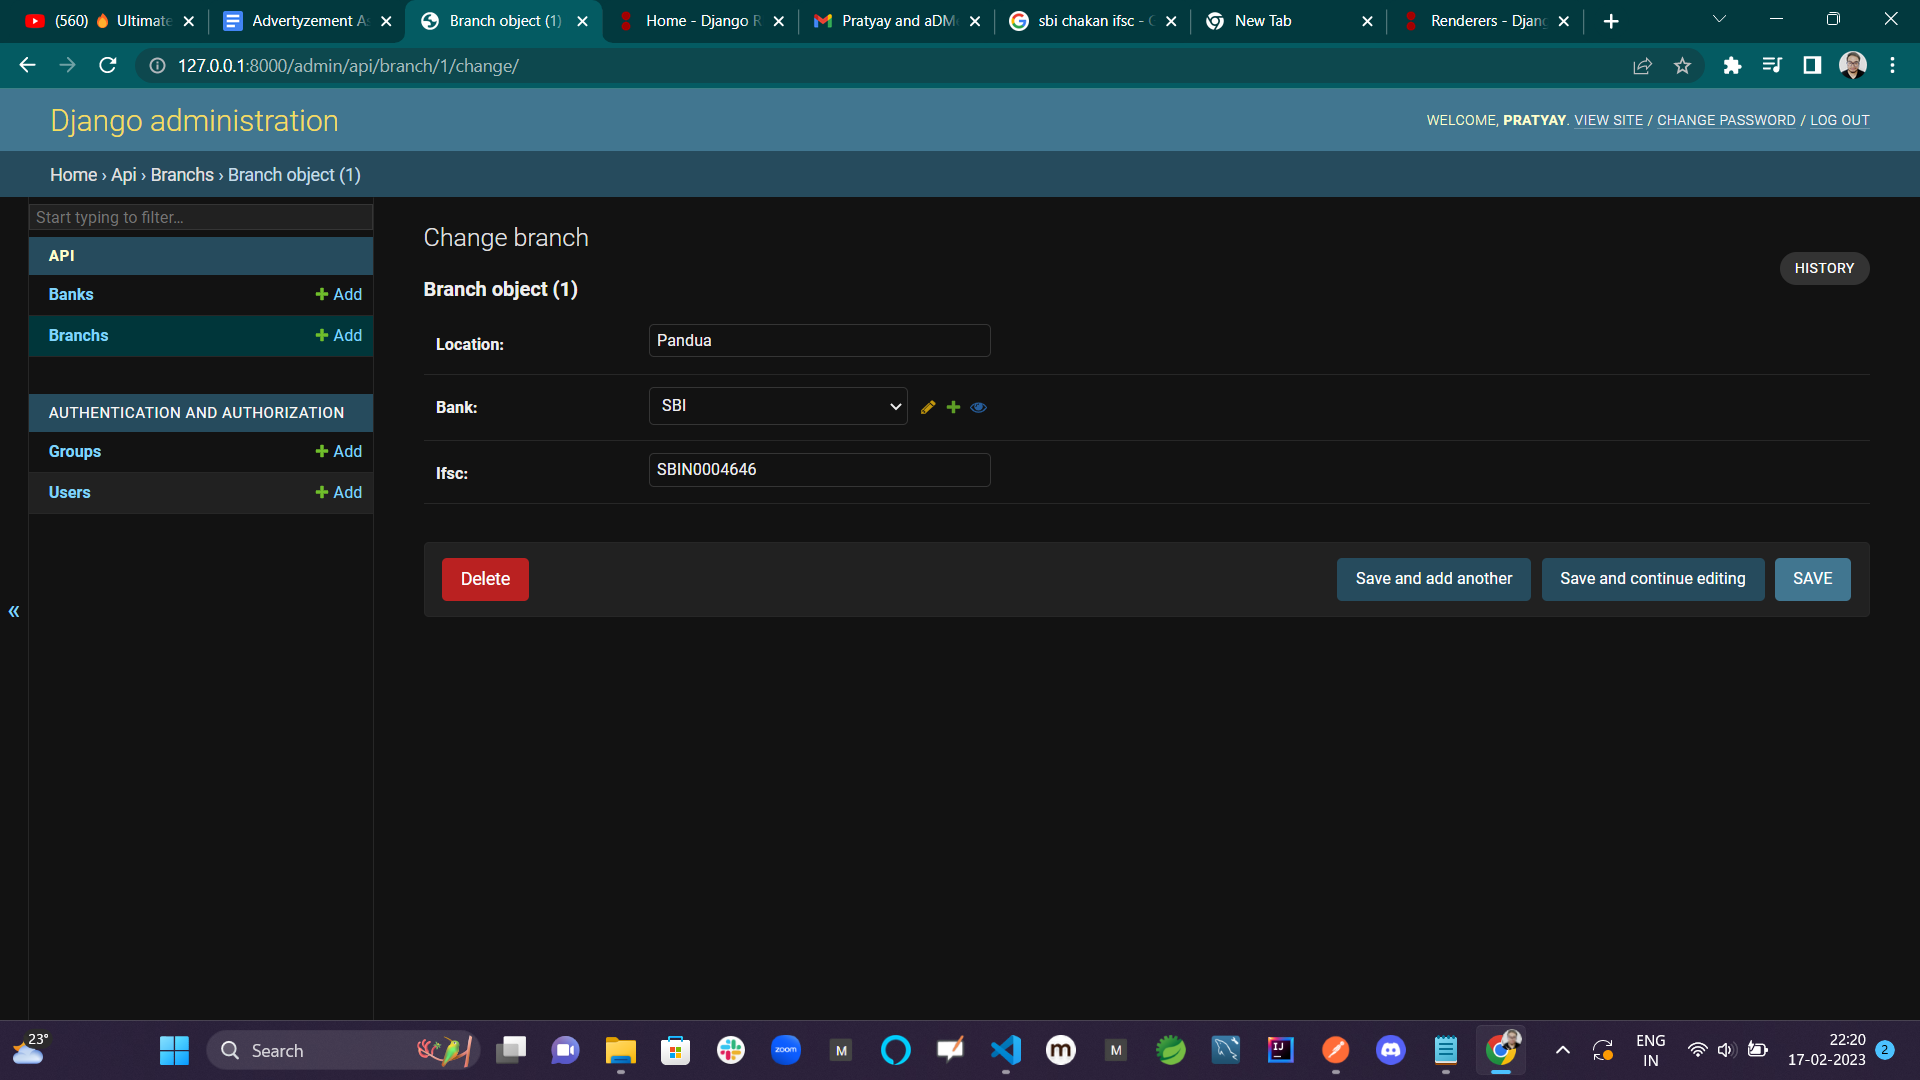 (560) 🔥 Ultimate
Advertyzement As
Branch object (1)
Home - Django R
Pratyay and aDM
sbi chakan ifsc - G
New Tab
Renderers - Djang
127.0.0.1:8000/admin/api/branch/1/change/
Django administration
WELCOME, PRATYAY. VIEW SITE / CHANGE PASSWORD / LOG OUT
Home › Api › Branchs › Branch object (1)
Start typing to filter...
API
Banks + Add
Branchs + Add
AUTHENTICATION AND AUTHORIZATION
Groups + Add
Users + Add
«
Change branch
HISTORY
Branch object (1)
Location: Pandua
Bank: SBI
Ifsc: SBIN0004646
Delete
Save and add another
Save and continue editing
SAVE
23°
Search
zoom
M
m
M
IJ
ENG
IN
22:20
17-02-2023
2